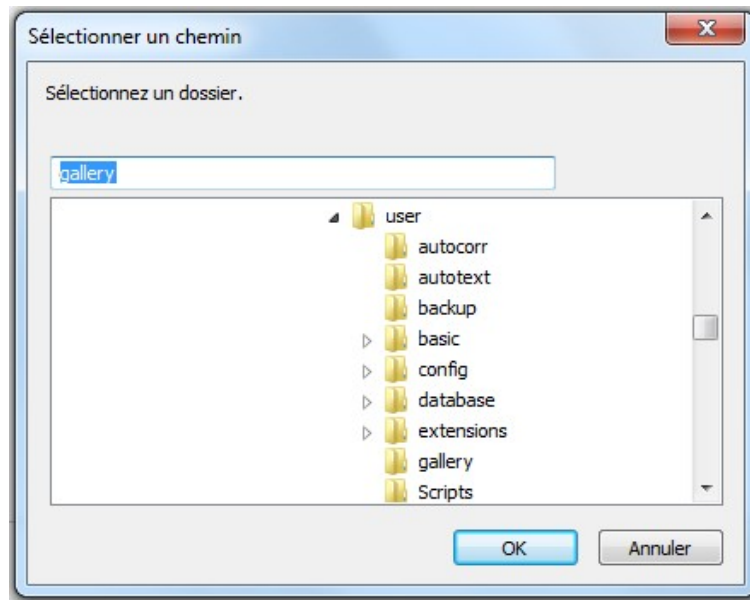 Sélectionner un chemin
Sélectionnez un dossier.
gallery
user
autocorr
autotext
backup
basic
config
database
extensions
gallery
Scripts
OK Annuler